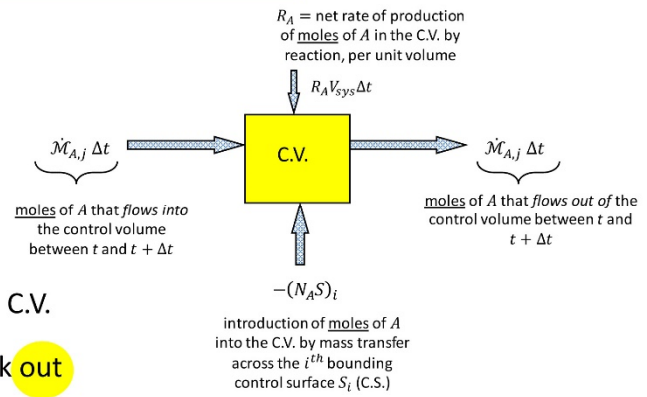 R_A = net rate of production
of moles of A in the C.V. by
reaction, per unit volume
R_A V_sys Δt
Ṁ_A,j Δt
C.V.
Ṁ_A,j Δt
moles of A that flows into
the control volume
between t and t + Δt
moles of A that flows out of the
control volume between t and
t + Δt
−(N_A S)_i
C.V.
introduction of moles of A
into the C.V. by mass transfer
across the i^th bounding
control surface S_i (C.S.)
k out